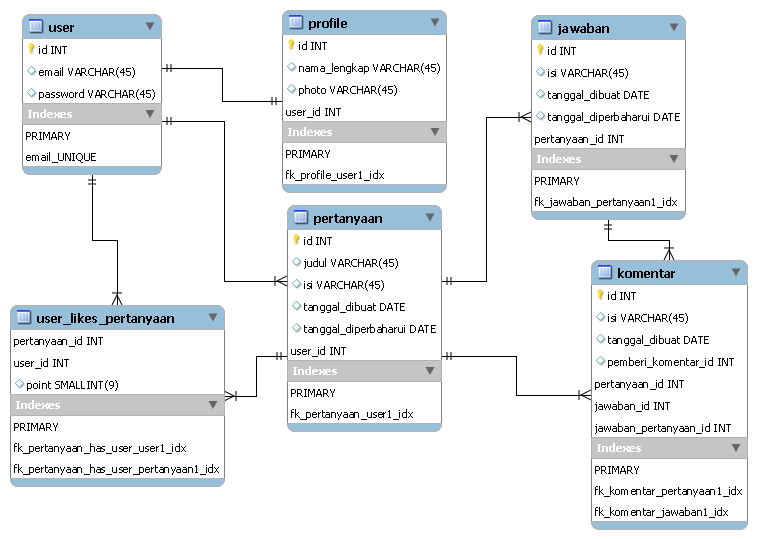 user
id INT
email VARCHAR(45)
password VARCHAR(45)
Indexes
PRIMARY
email_UNIQUE
profile
id INT
nama_lengkap VARCHAR(45)
photo VARCHAR(45)
user_id INT
Indexes
PRIMARY
fk_profile_user1_idx
jawaban
id INT
isi VARCHAR(45)
tanggal_dibuat DATE
tanggal_diperbaharui DATE
pertanyaan_id INT
Indexes
PRIMARY
fk_jawaban_pertanyaan1_idx
pertanyaan
id INT
judul VARCHAR(45)
isi VARCHAR(45)
tanggal_dibuat DATE
tanggal_diperbaharui DATE
user_id INT
Indexes
PRIMARY
fk_pertanyaan_user1_idx
komentar
id INT
isi VARCHAR(45)
tanggal_dibuat DATE
pemberi_komentar_id INT
pertanyaan_id INT
jawaban_id INT
jawaban_pertanyaan_id INT
Indexes
PRIMARY
fk_komentar_pertanyaan1_idx
fk_komentar_jawaban1_idx
user_likes_pertanyaan
pertanyaan_id INT
user_id INT
point SMALLINT(9)
Indexes
PRIMARY
fk_pertanyaan_has_user_user1_idx
fk_pertanyaan_has_user_pertanyaan1_idx